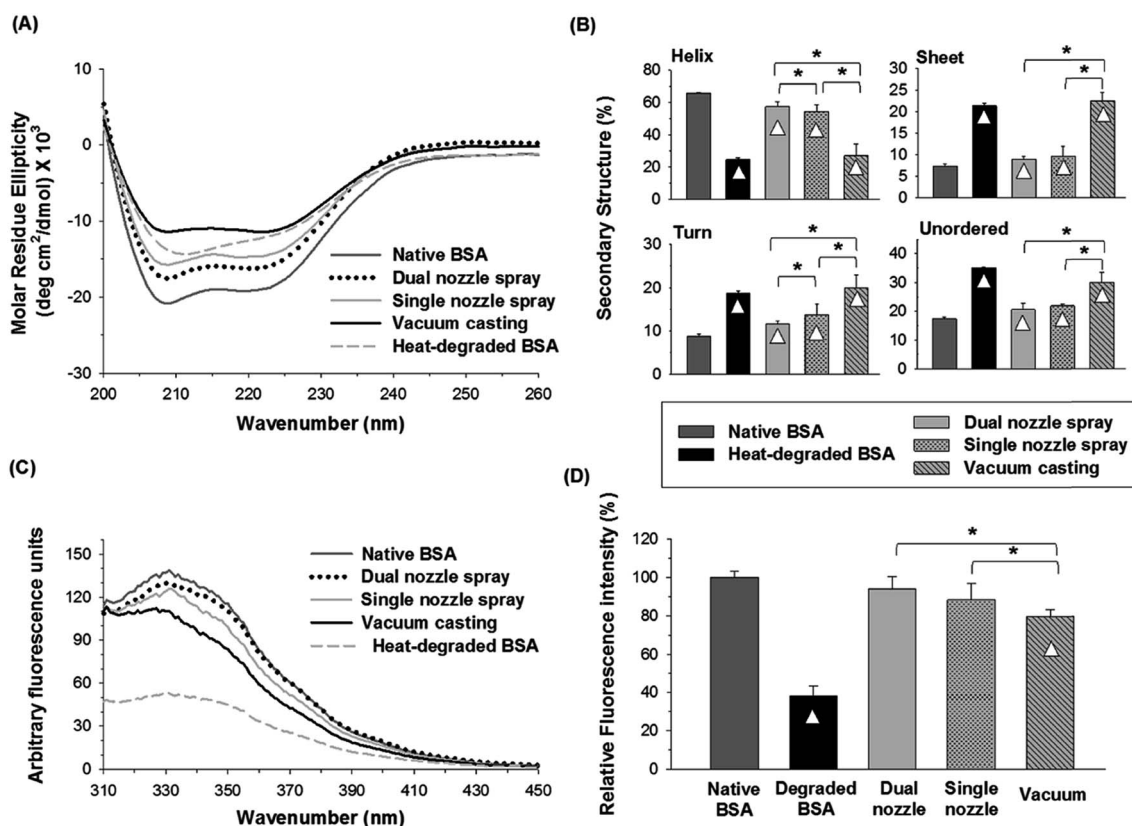 (A)
Molar Residue Ellipticity
(deg cm2/dmol) X 10^3
10
0
-10
-20
-30
200
210
220
230
240
250
260
Wavenumber (nm)
Native BSA
Dual nozzle spray
Single nozzle spray
Vacuum casting
Heat-degraded BSA
(B)
Secondary Structure (%)
Helix
80
60
40
20
0
*
*
*
Sheet
30
25
20
15
10
5
0
*
*
Turn
30
20
10
0
*
*
*
Unordered
50
40
30
20
10
0
*
*
Native BSA
Heat-degraded BSA
Dual nozzle spray
Single nozzle spray
Vacuum casting
(C)
Arbitrary fluorescence units
150
120
90
60
30
0
310
330
350
370
390
410
430
450
Wavenumber (nm)
Native BSA
Dual nozzle spray
Single nozzle spray
Vacuum casting
Heat-degraded BSA
(D)
Relative Fluorescence intensity (%)
120
100
80
60
40
20
0
*
*
Native
BSA
Degraded
BSA
Dual
nozzle
Single
nozzle
Vacuum